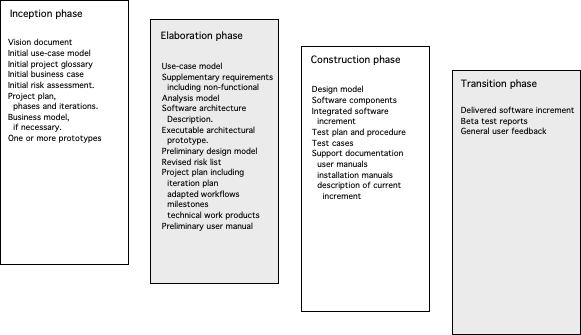 Inception phase
Vision document
Initial use-case model
Initial project glossary
Initial business case
Initial risk assessment.
Project plan,
phases and iterations.
Business model,
if necessary.
One or more prototypes
Elaboration phase
Use-case model
Supplementary requirements
including non-functional
Analysis model
Software architecture
Description.
Executable architectural
prototype.
Preliminary design model
Revised risk list
Project plan including
iteration plan
adapted workflows
milestones
technical work products
Preliminary user manual
Construction phase
Design model
Software components
Integrated software
increment
Test plan and procedure
Test cases
Support documentation
user manuals
installation manuals
description of current
increment
Transition phase
Delivered software increment
Beta test reports
General user feedback